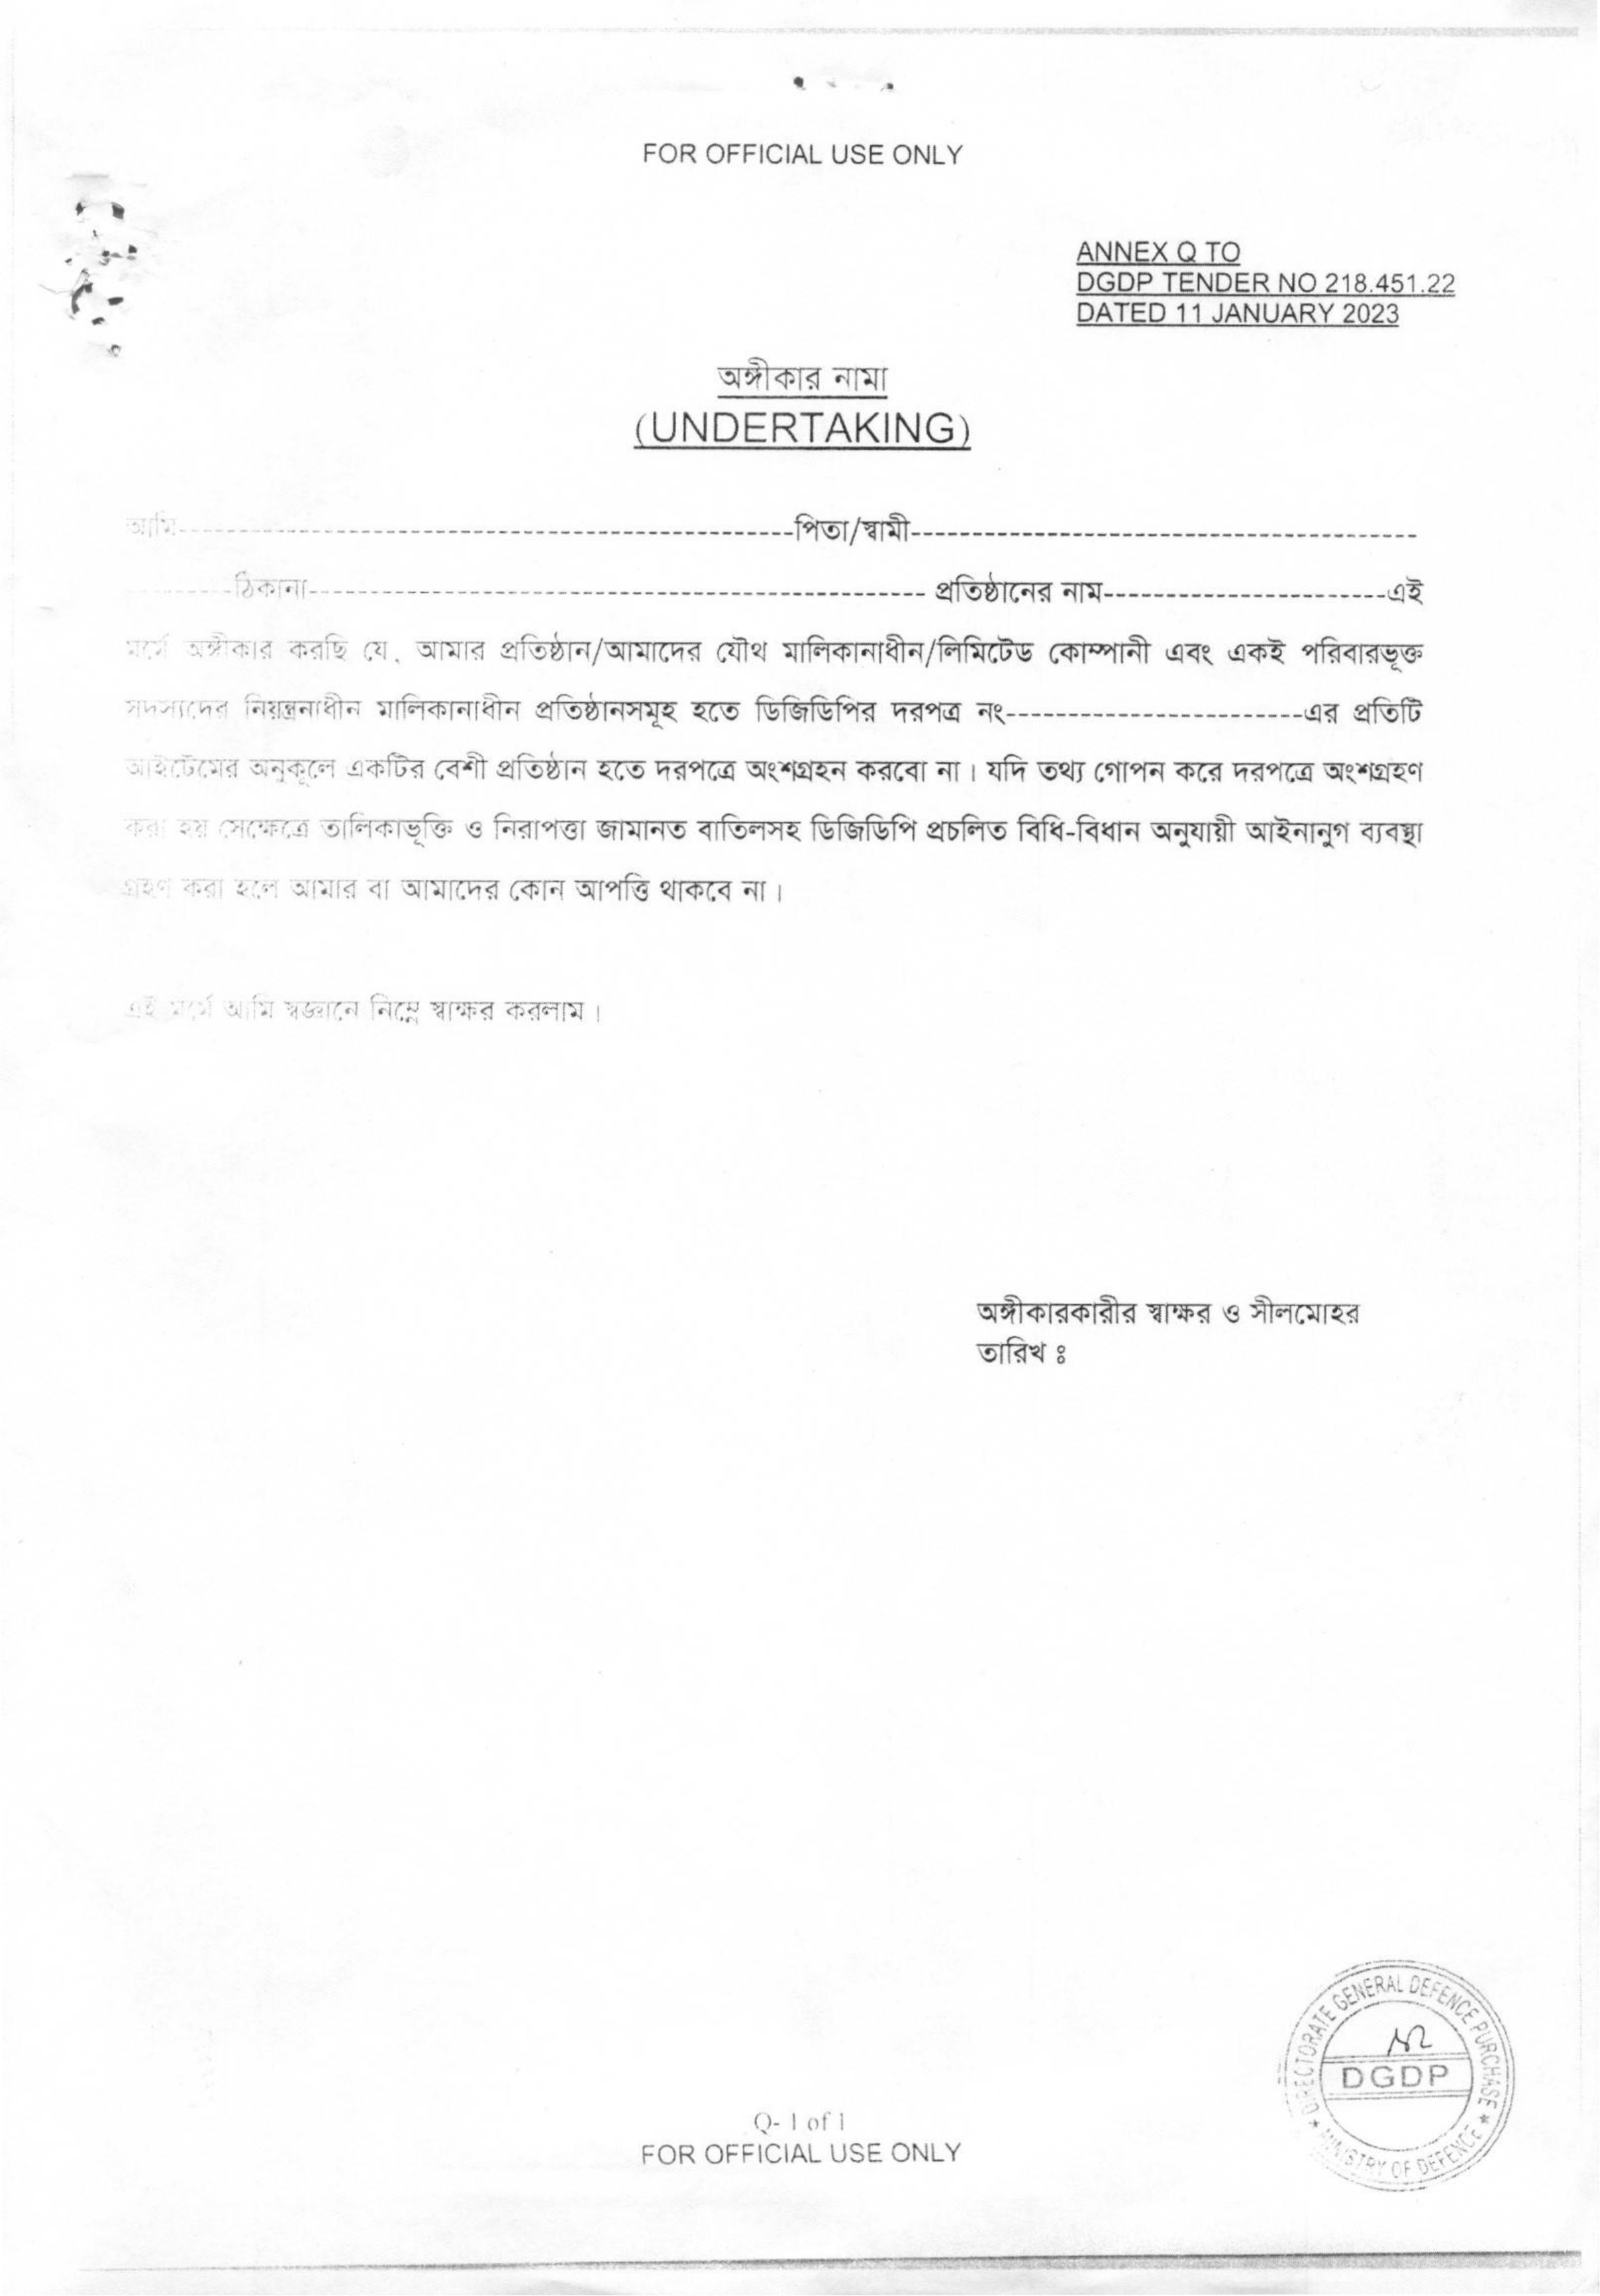 FOR OFFICIAL USE ONLY
ANNEX Q TO
DGDP TENDER NO 218.451.22
DATED 11 JANUARY 2023
অঙ্গীকার নামা
(UNDERTAKING)
আমি--------------------------------------------------পিতা/স্বামী------------------------------------------
---------ঠিকানা--------------------------------------------------- প্রতিষ্ঠানের নাম-----------------------এই
মর্মে অঙ্গীকার করছি যে, আমার প্রতিষ্ঠান/আমাদের যৌথ মালিকানাধীন/লিমিটেড কোম্পানী এবং একই পরিবারভূক্ত
সদস্যদের নিয়ন্ত্রনাধীন মালিকানাধীন প্রতিষ্ঠানসমূহ হতে ডিজিডিপির দরপত্র নং------------------------এর প্রতিটি
আইটেমের অনুকূলে একটির বেশী প্রতিষ্ঠান হতে দরপত্রে অংশগ্রহন করবো না। যদি তথ্য গোপন করে দরপত্রে অংশগ্রহণ
করা হয় সেক্ষেত্রে তালিকাভূক্তি ও নিরাপত্তা জামানত বাতিলসহ ডিজিডিপি প্রচলিত বিধি-বিধান অনুযায়ী আইনানুগ ব্যবস্থা
গ্রহণ করা হলে আমার বা আমাদের কোন আপত্তি থাকবে না।
এই মর্মে আমি স্বজ্ঞানে নিম্নে স্বাক্ষর করলাম।
অঙ্গীকারকারীর স্বাক্ষর ও সীলমোহর
তারিখ ঃ
DIRECTORATE GENERAL DEFENCE PURCHASE
DGDP
MINISTRY OF DEFENCE
Q- 1 of 1
FOR OFFICIAL USE ONLY